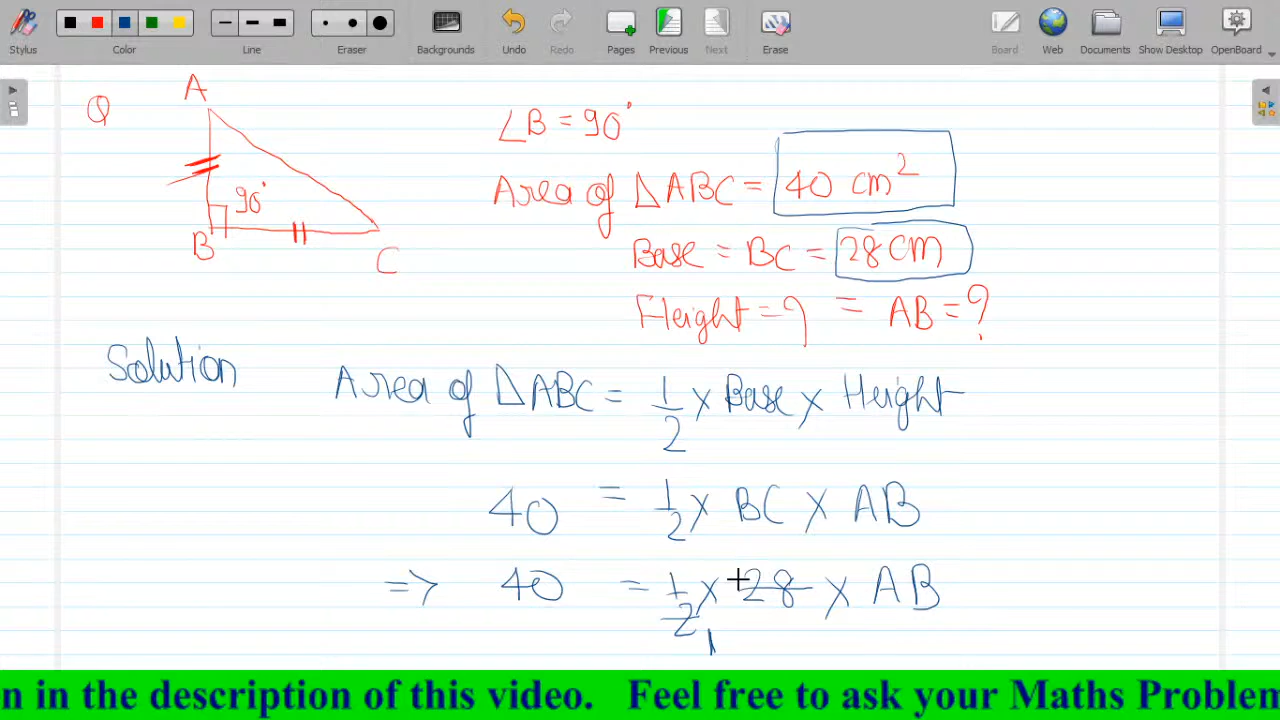 Stylus Color Line Eraser Backgrounds Undo Redo Pages Previous Next Erase Board Web Documents Show Desktop OpenBoard
Q
A
90°
B
C
∠B = 90°
Area of △ABC = 40 cm²
Base = BC = 28 cm
Height = ? = AB = ?
Solution
Area of △ABC = 1/2 × Base × Height
40 = 1/2 × BC × AB
=> 40 = 1/2 × 28 × AB
1
n in the description of this video. Feel free to ask your Maths Problem